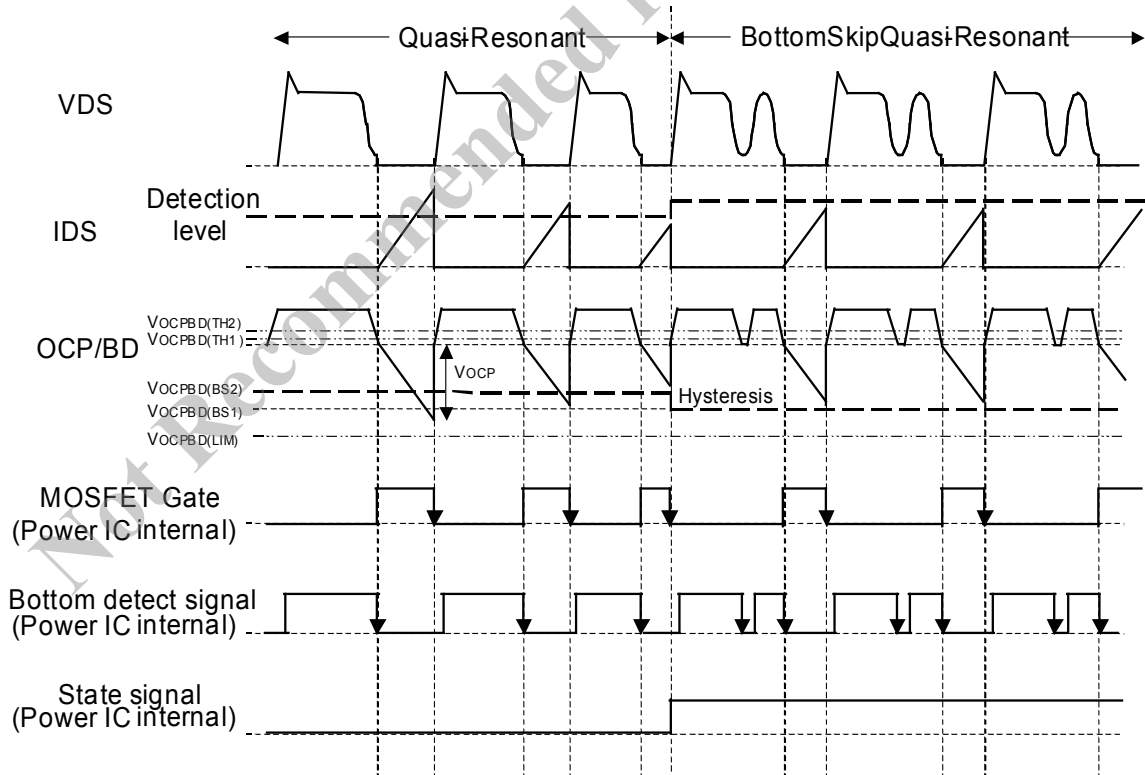 Quasi-Resonant
BottomSkipQuasi-Resonant
VDS
Detection
level
IDS
VOCPBD(TH2)
VOCPBD(TH1)
OCP/BD
VOCP
VOCPBD(BS2)
Hysteresis
VOCPBD(BS1)
VOCPBD(LIM)
MOSFET Gate
(Power IC internal)
Bottom detect signal
(Power IC internal)
State signal
(Power IC internal)
Not Recommended